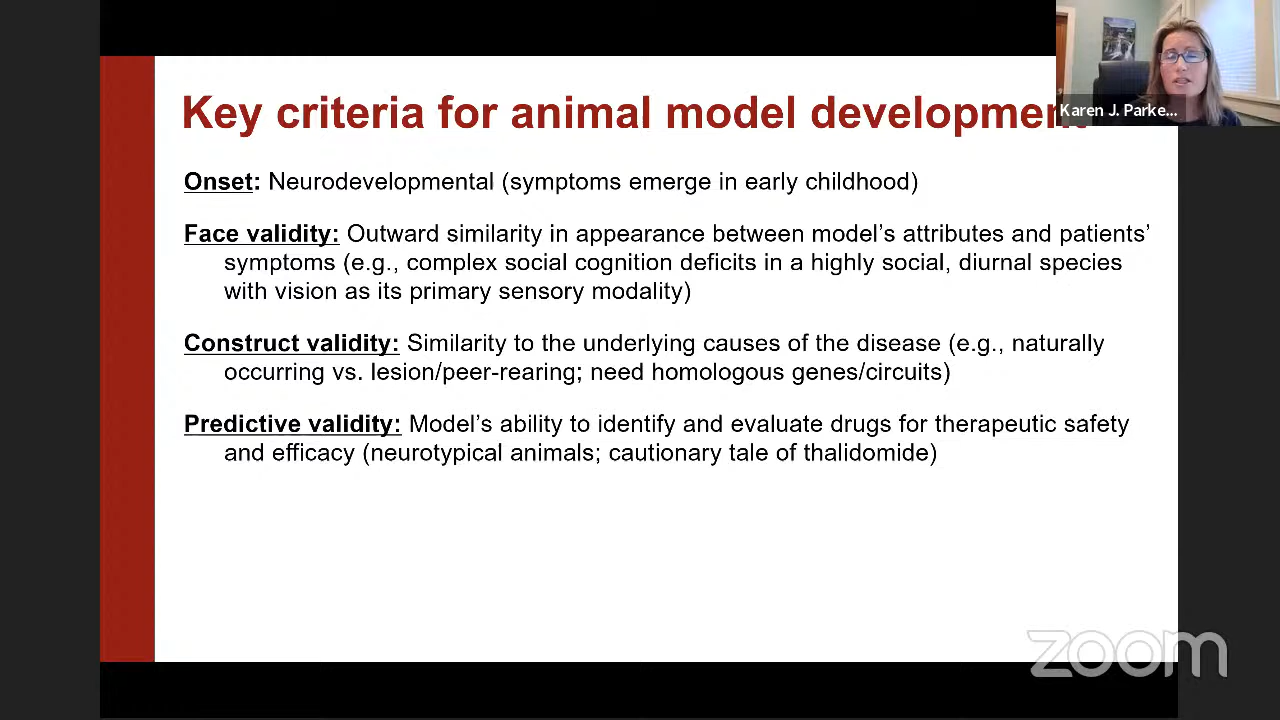 Key criteria for animal model development
Karen J. Parke...
Onset: Neurodevelopmental (symptoms emerge in early childhood)
Face validity: Outward similarity in appearance between model's attributes and patients'
symptoms (e.g., complex social cognition deficits in a highly social, diurnal species
with vision as its primary sensory modality)
Construct validity: Similarity to the underlying causes of the disease (e.g., naturally
occurring vs. lesion/peer-rearing; need homologous genes/circuits)
Predictive validity: Model's ability to identify and evaluate drugs for therapeutic safety
and efficacy (neurotypical animals; cautionary tale of thalidomide)
zoom